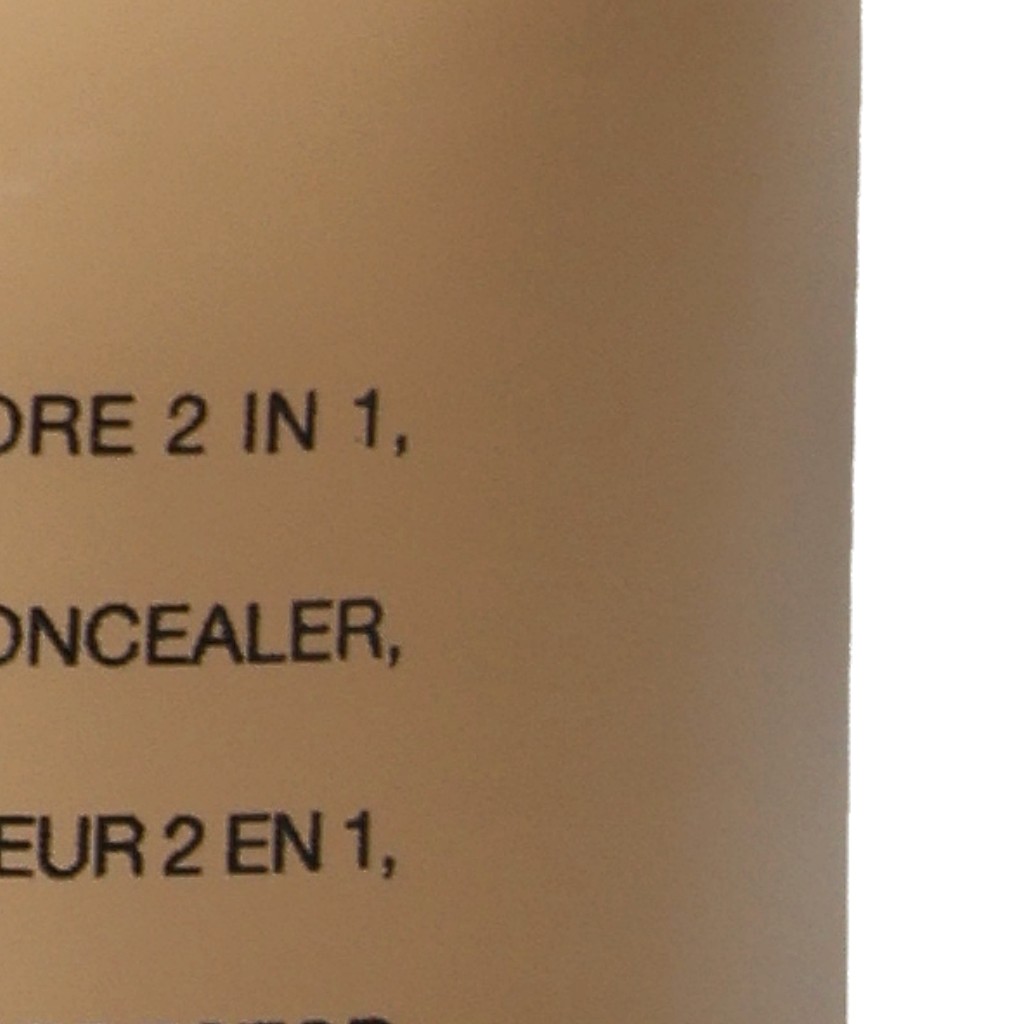 ORE 2 IN 1,
ONCEALER,
EUR 2 EN 1,